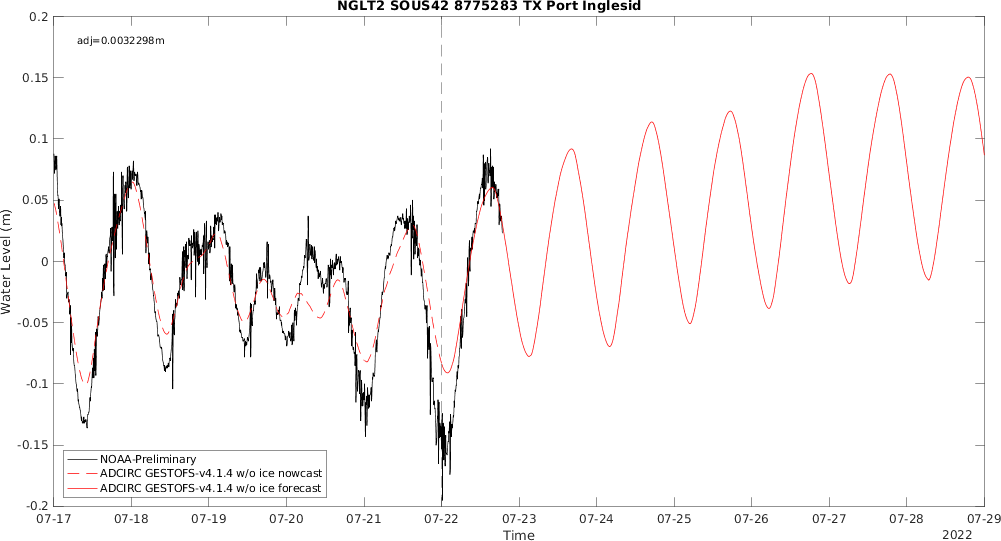 NGLT2 SOUS42 8775283 TX Port Inglesid
adj=0.0032298m
0.2
0.15
0.1
0.05
0
-0.05
-0.1
-0.15
-0.2
Water Level (m)
NOAA-Preliminary
ADCIRC GESTOFS-v4.1.4 w/o ice nowcast
ADCIRC GESTOFS-v4.1.4 w/o ice forecast
07-17 07-18 07-19 07-20 07-21 07-22 07-23 07-24 07-25 07-26 07-27 07-28 07-29
Time
2022